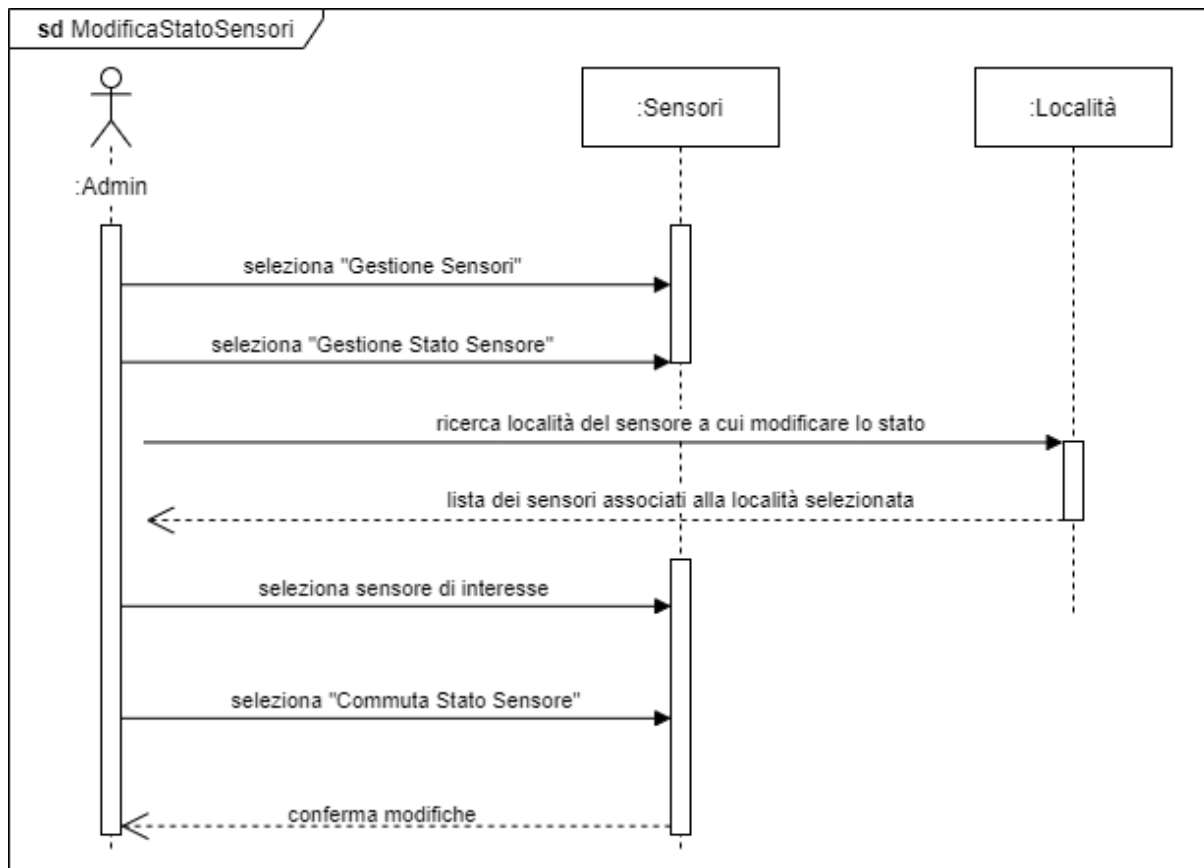 sd ModificaStatoSensori
:Sensori
:Località
:Admin
seleziona "Gestione Sensori"
seleziona "Gestione Stato Sensore"
ricerca località del sensore a cui modificare lo stato
lista dei sensori associati alla località selezionata
seleziona sensore di interesse
seleziona "Commuta Stato Sensore"
conferma modifiche